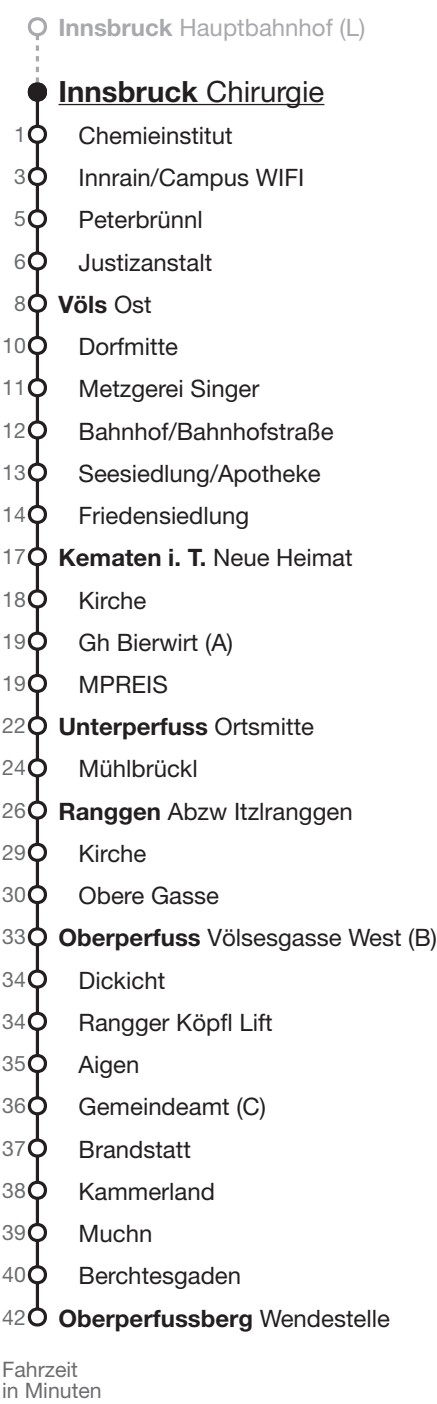 Innsbruck Hauptbahnhof (L)
Innsbruck Chirurgie
1 Chemieinstitut
3 Innrain/Campus WIFI
5 Peterbrünnl
6 Justizanstalt
8 Völs Ost
10 Dorfmitte
11 Metzgerei Singer
12 Bahnhof/Bahnhofstraße
13 Seesiedlung/Apotheke
14 Friedensiedlung
17 Kematen i. T. Neue Heimat
18 Kirche
19 Gh Bierwirt (A)
19 MPREIS
22 Unterperfuss Ortsmitte
24 Mühlbrückl
26 Ranggen Abzw Itzlranggen
29 Kirche
30 Obere Gasse
33 Oberperfuss Völsesgasse West (B)
34 Dickicht
34 Rangger Köpfl Lift
35 Aigen
36 Gemeindeamt (C)
37 Brandstatt
38 Kammerland
39 Muchn
40 Berchtesgaden
42 Oberperfussberg Wendestelle
Fahrzeit
in Minuten